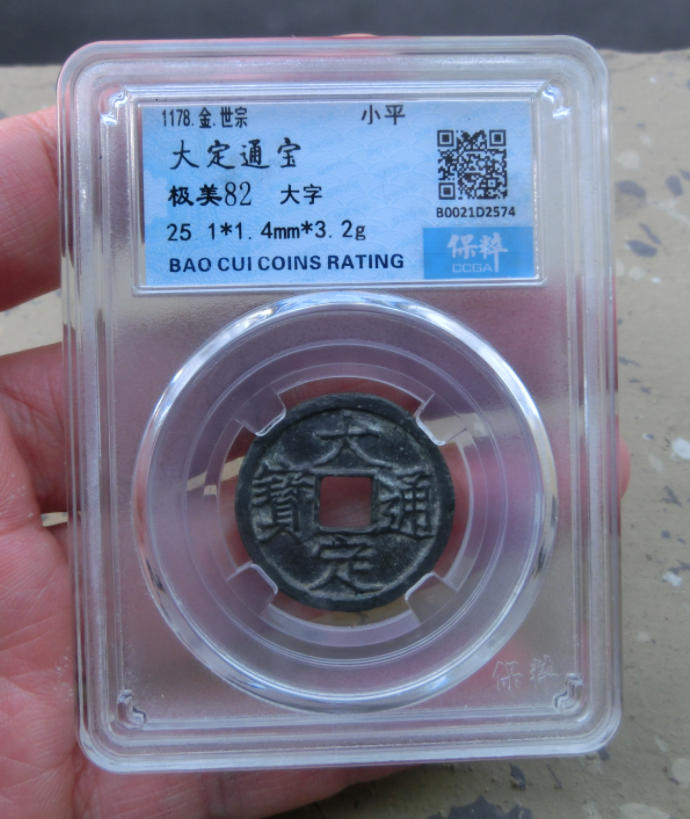 1178.金.世宗 小平
大定通宝
极美82 大字
25 1*1.4mm*3.2g
BAO CUI COINS RATING
B0021D2574
保粹
CCGA
大定通寳
保粹